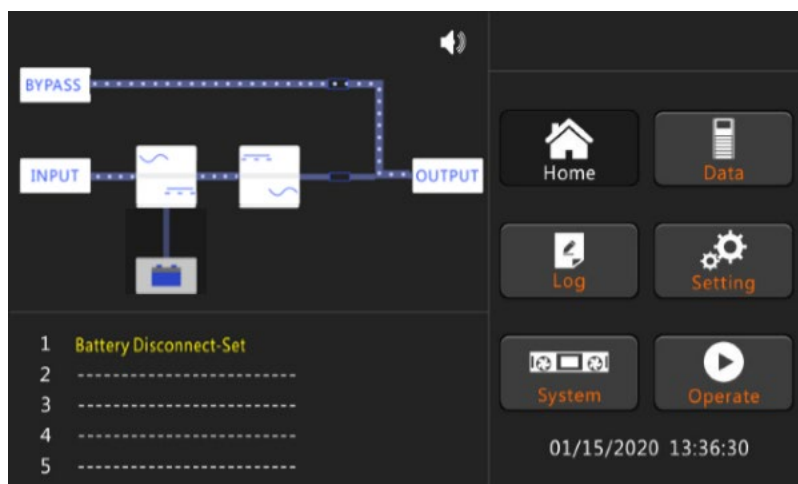 BYPASS
INPUT
OUTPUT
1 Battery Disconnect-Set
2 -------------------------
3 -------------------------
4 -------------------------
5 -------------------------
Home
Data
Log
Setting
System
Operate
01/15/2020 13:36:30